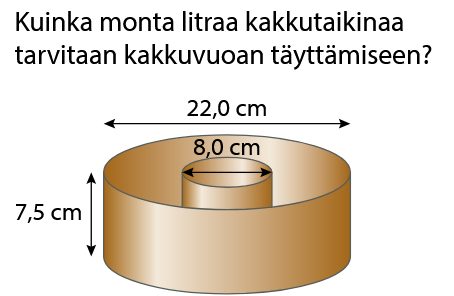 Kuinka monta litraa kakkutaikinaa
tarvitaan kakkuvuoan täyttämiseen?
22,0 cm
8,0 cm
7,5 cm